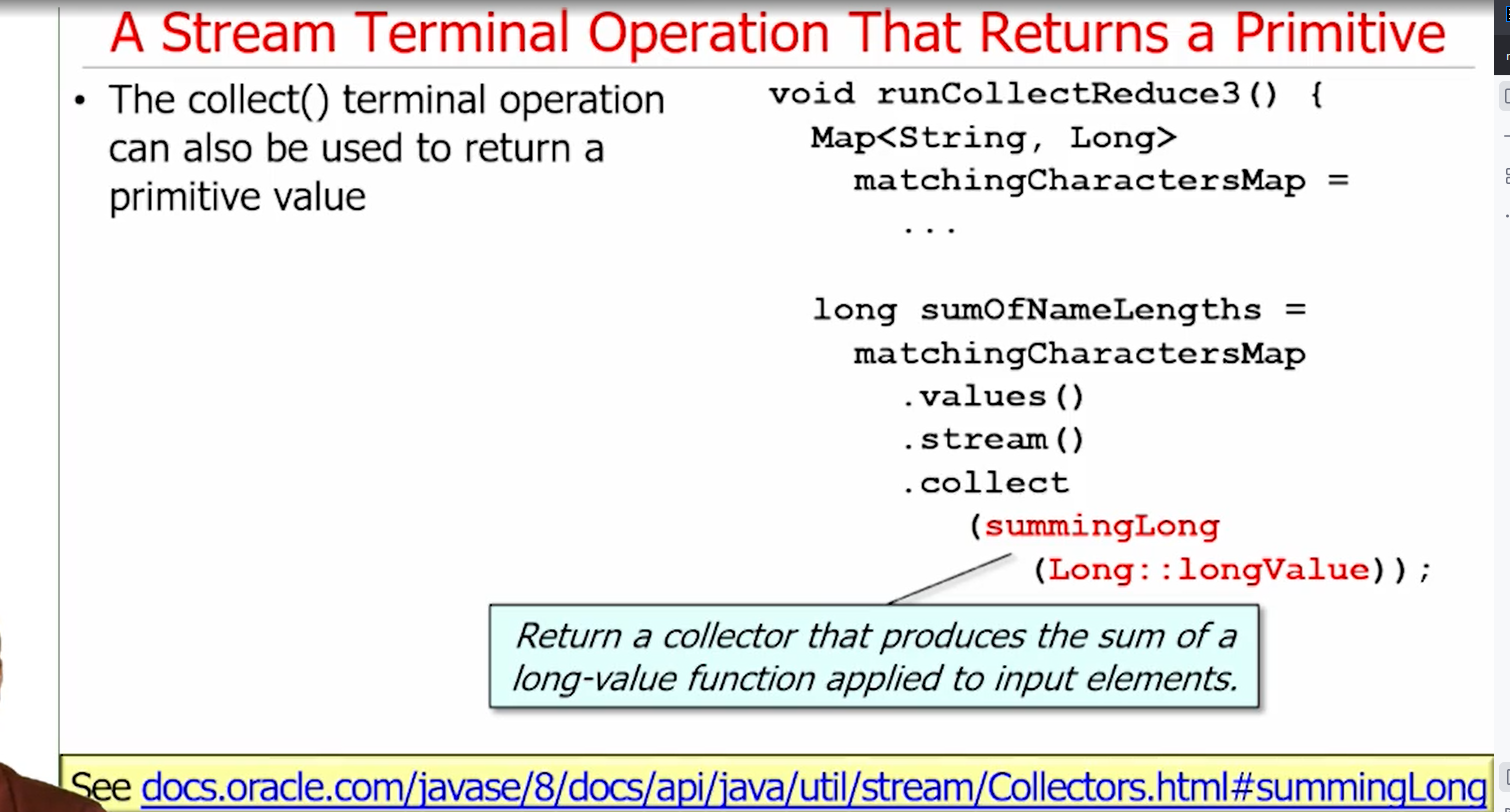 A Stream Terminal Operation That Returns a Primitive
• The collect() terminal operation
can also be used to return a
primitive value
void runCollectReduce3() {
Map<String, Long>
matchingCharactersMap =
...
long sumOfNameLengths =
matchingCharactersMap
.values()
.stream()
.collect
(summingLong
(Long::longValue));
Return a collector that produces the sum of a
long-value function applied to input elements.
See docs.oracle.com/javase/8/docs/api/java/util/stream/Collectors.html#summingLong